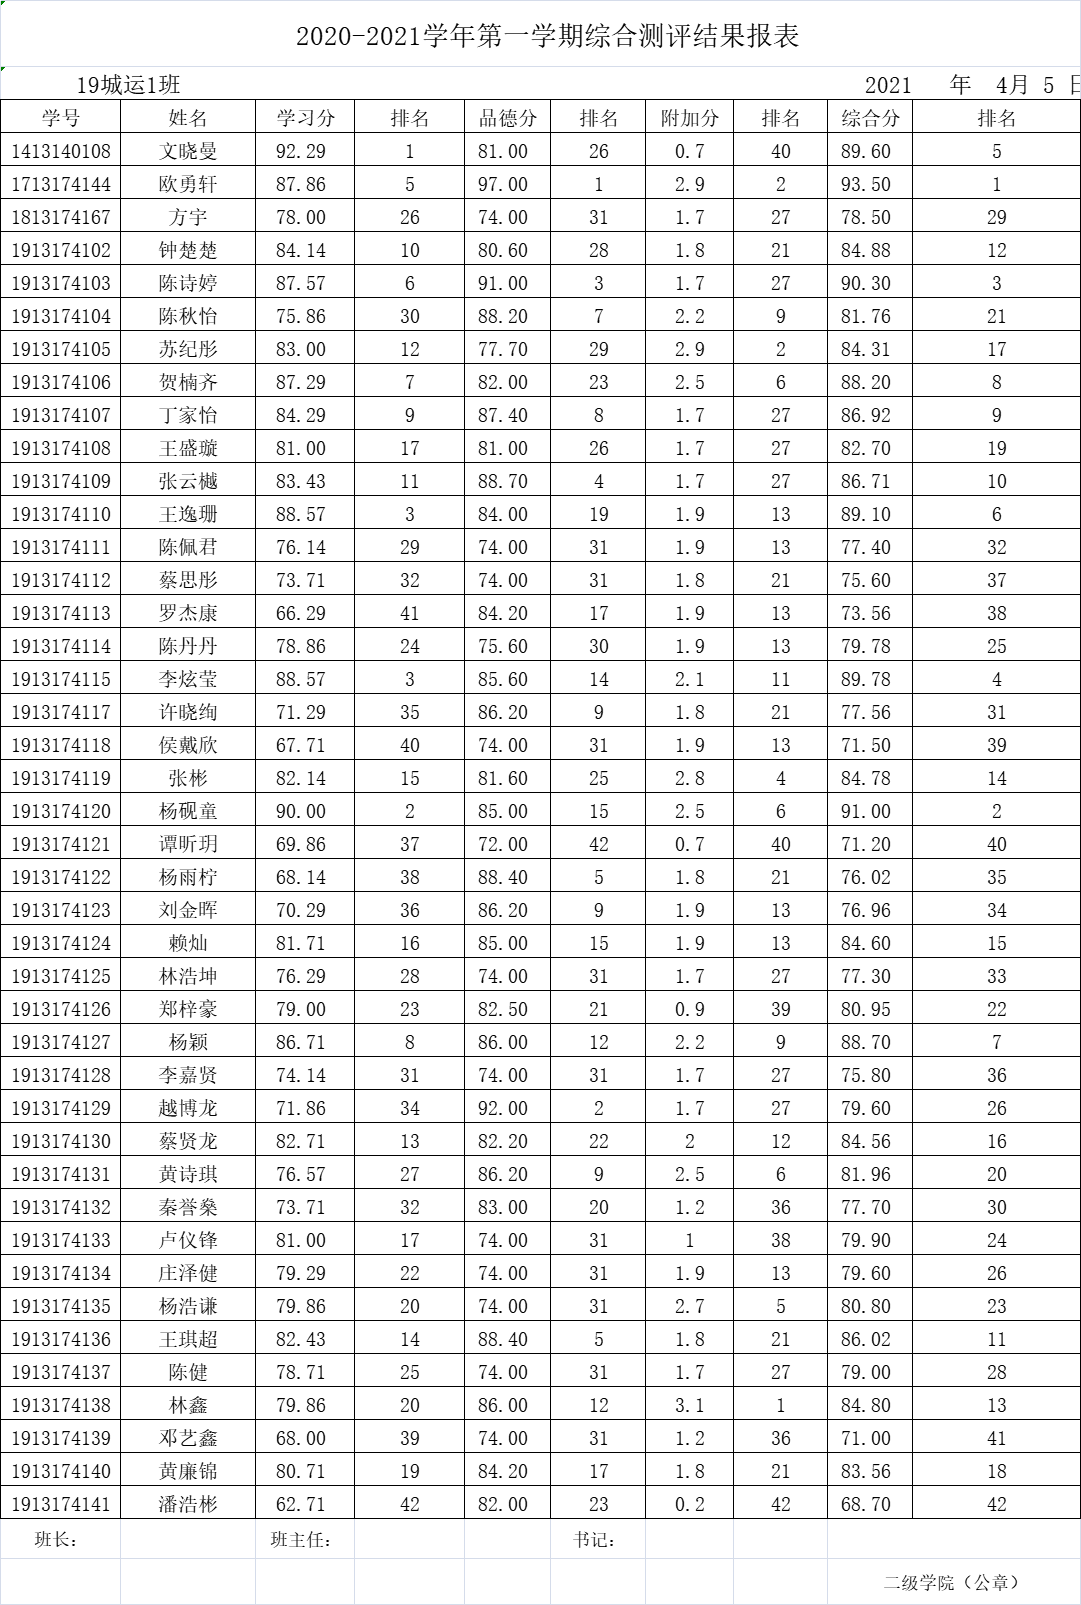 2020-2021学年第一学期综合测评结果报表
19城运1班 2021 年 4月 5 日
学号 姓名 学习分 排名 品德分 排名 附加分 排名 综合分 排名
1413140108 文晓曼 92.29 1 81.00 26 0.7 40 89.60 5
1713174144 欧勇轩 87.86 5 97.00 1 2.9 2 93.50 1
1813174167 方宇 78.00 26 74.00 31 1.7 27 78.50 29
1913174102 钟楚楚 84.14 10 80.60 28 1.8 21 84.88 12
1913174103 陈诗婷 87.57 6 91.00 3 1.7 27 90.30 3
1913174104 陈秋怡 75.86 30 88.20 7 2.2 9 81.76 21
1913174105 苏纪彤 83.00 12 77.70 29 2.9 2 84.31 17
1913174106 贺楠齐 87.29 7 82.00 23 2.5 6 88.20 8
1913174107 丁家怡 84.29 9 87.40 8 1.7 27 86.92 9
1913174108 王盛璇 81.00 17 81.00 26 1.7 27 82.70 19
1913174109 张云樾 83.43 11 88.70 4 1.7 27 86.71 10
1913174110 王逸珊 88.57 3 84.00 19 1.9 13 89.10 6
1913174111 陈佩君 76.14 29 74.00 31 1.9 13 77.40 32
1913174112 蔡思彤 73.71 32 74.00 31 1.8 21 75.60 37
1913174113 罗杰康 66.29 41 84.20 17 1.9 13 73.56 38
1913174114 陈丹丹 78.86 24 75.60 30 1.9 13 79.78 25
1913174115 李炫莹 88.57 3 85.60 14 2.1 11 89.78 4
1913174117 许晓绚 71.29 35 86.20 9 1.8 21 77.56 31
1913174118 侯戴欣 67.71 40 74.00 31 1.9 13 71.50 39
1913174119 张彬 82.14 15 81.60 25 2.8 4 84.78 14
1913174120 杨砚童 90.00 2 85.00 15 2.5 6 91.00 2
1913174121 谭昕玥 69.86 37 72.00 42 0.7 40 71.20 40
1913174122 杨雨柠 68.14 38 88.40 5 1.8 21 76.02 35
1913174123 刘金晖 70.29 36 86.20 9 1.9 13 76.96 34
1913174124 赖灿 81.71 16 85.00 15 1.9 13 84.60 15
1913174125 林浩坤 76.29 28 74.00 31 1.7 27 77.30 33
1913174126 郑梓豪 79.00 23 82.50 21 0.9 39 80.95 22
1913174127 杨颖 86.71 8 86.00 12 2.2 9 88.70 7
1913174128 李嘉贤 74.14 31 74.00 31 1.7 27 75.80 36
1913174129 越博龙 71.86 34 92.00 2 1.7 27 79.60 26
1913174130 蔡贤龙 82.71 13 82.20 22 2 12 84.56 16
1913174131 黄诗琪 76.57 27 86.20 9 2.5 6 81.96 20
1913174132 秦誉燊 73.71 32 83.00 20 1.2 36 77.70 30
1913174133 卢仪锋 81.00 17 74.00 31 1 38 79.90 24
1913174134 庄泽健 79.29 22 74.00 31 1.9 13 79.60 26
1913174135 杨浩谦 79.86 20 74.00 31 2.7 5 80.80 23
1913174136 王琪超 82.43 14 88.40 5 1.8 21 86.02 11
1913174137 陈健 78.71 25 74.00 31 1.7 27 79.00 28
1913174138 林鑫 79.86 20 86.00 12 3.1 1 84.80 13
1913174139 邓艺鑫 68.00 39 74.00 31 1.2 36 71.00 41
1913174140 黄廉锦 80.71 19 84.20 17 1.8 21 83.56 18
1913174141 潘浩彬 62.71 42 82.00 23 0.2 42 68.70 42
班长： 班主任： 书记：
二级学院（公章）